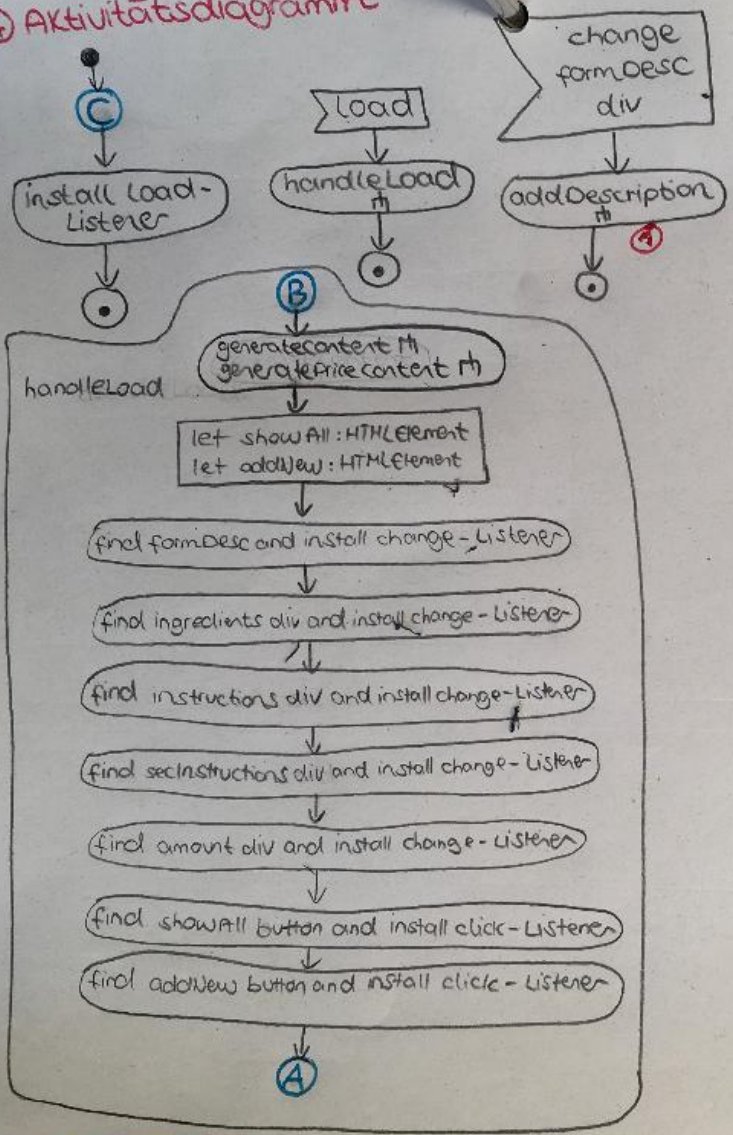 Aktivitätsdiagramm
C
install load-
Listener
load
handleLoad
change
formDesc
div
addDescription
A
B
handleLoad
generateContent
generatePriceContent
let showAll: HTMLElement
let addNew: HTMLElement
find formDesc and install change-Listener
find ingredients div and install change-Listener
find instructions div and install change-Listener
find secInstructions div and install change-Listener
find amount div and install change-Listener
find showAll button and install click-Listener
find addNew button and install click-Listener
A